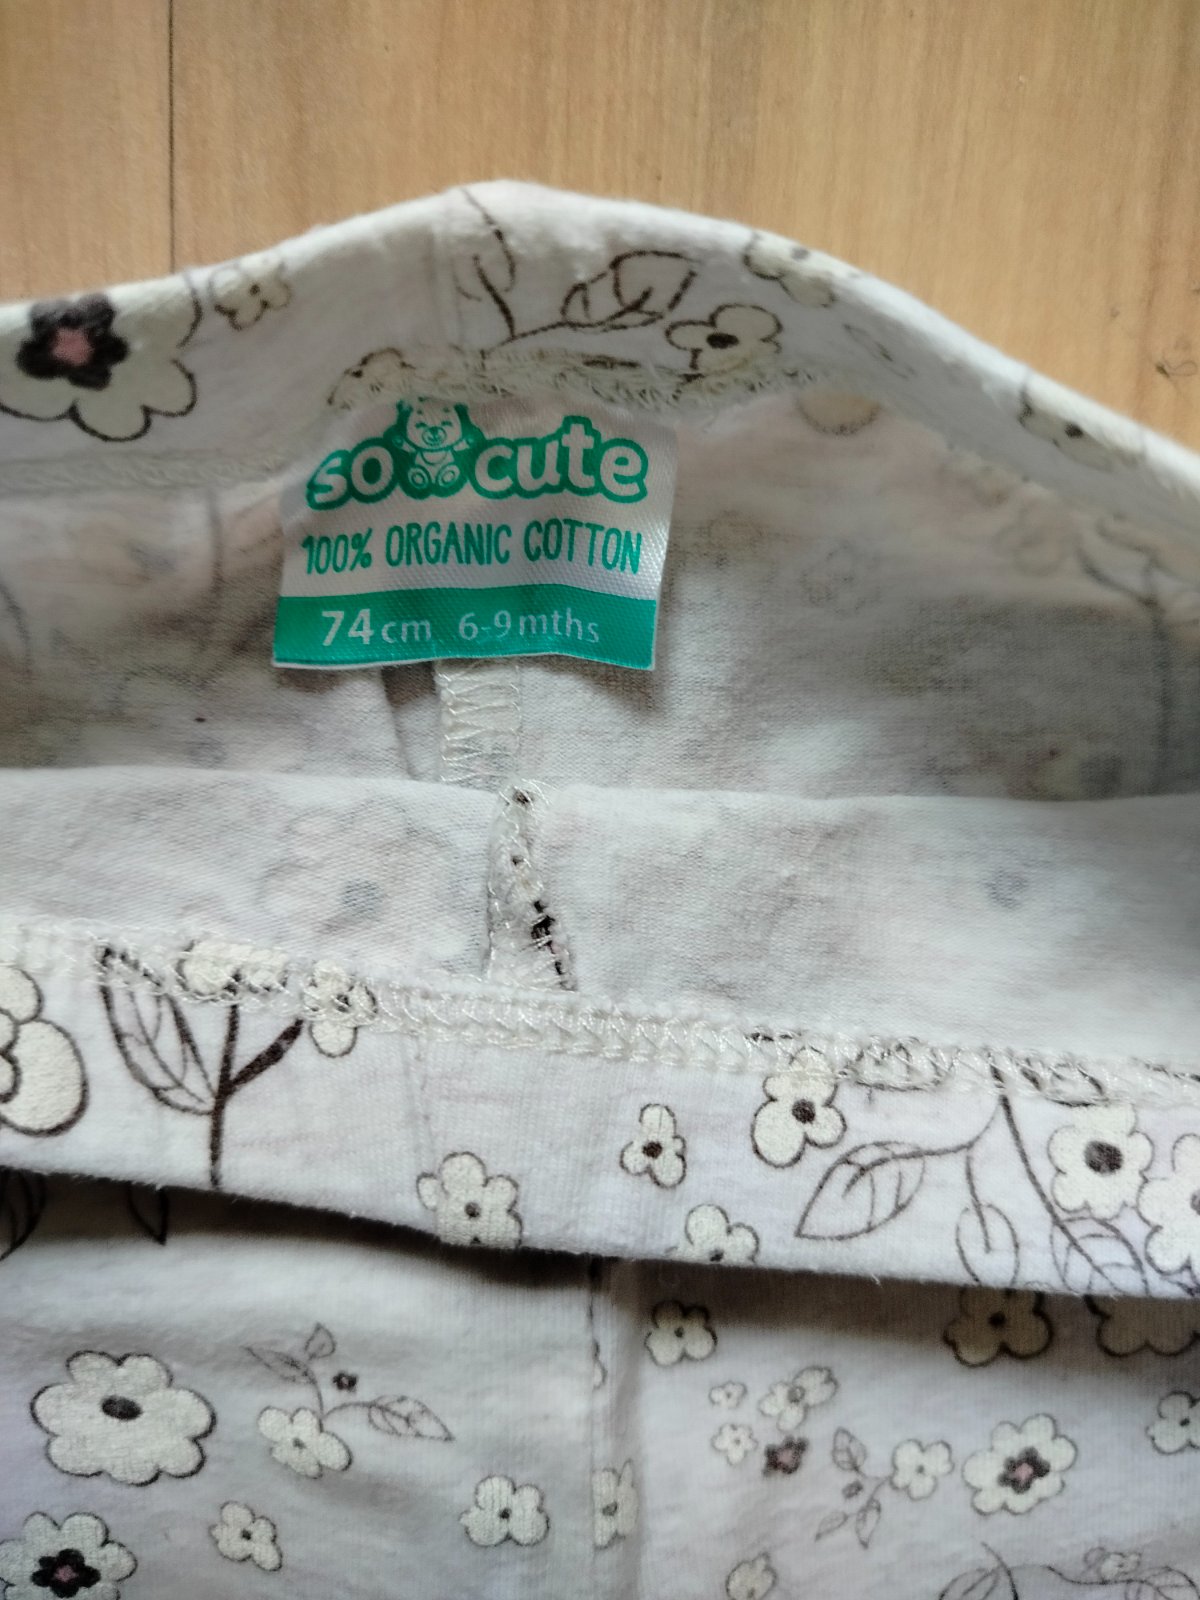 so cute
100% ORGANIC COTTON
74cm 6-9mths